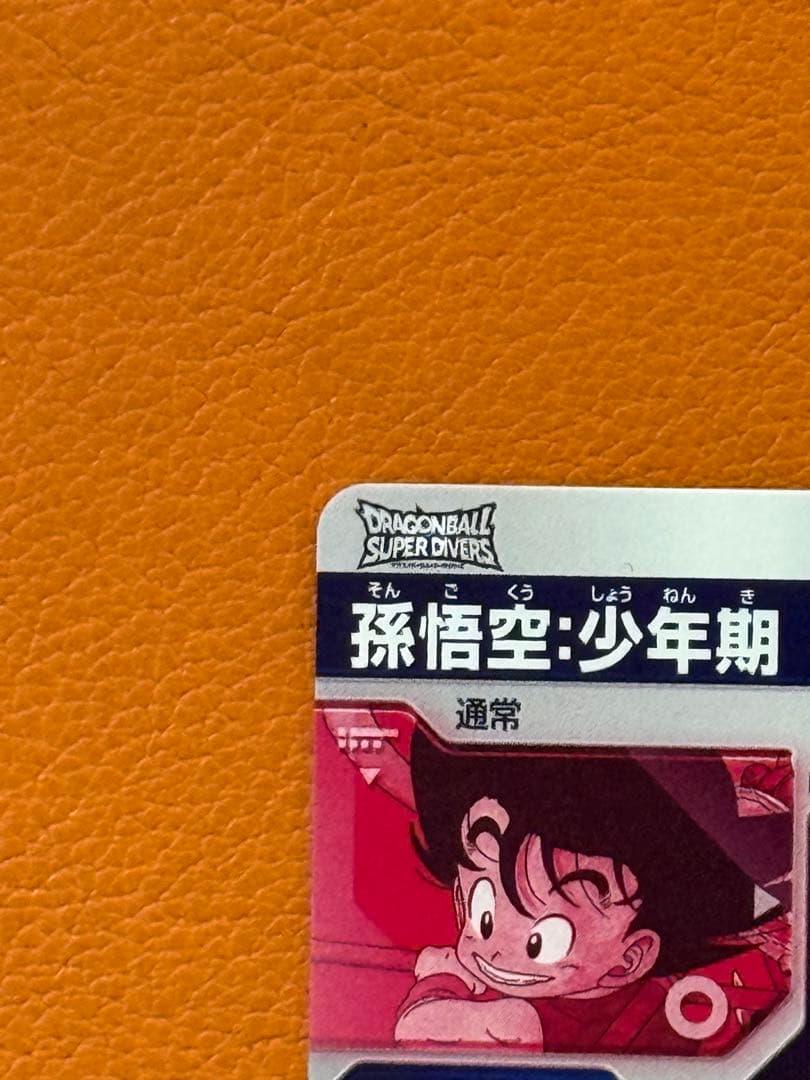 DRAGONBALL
SUPER DIVERS
そん ご くう しょう ねん き
孫悟空:少年期
通常